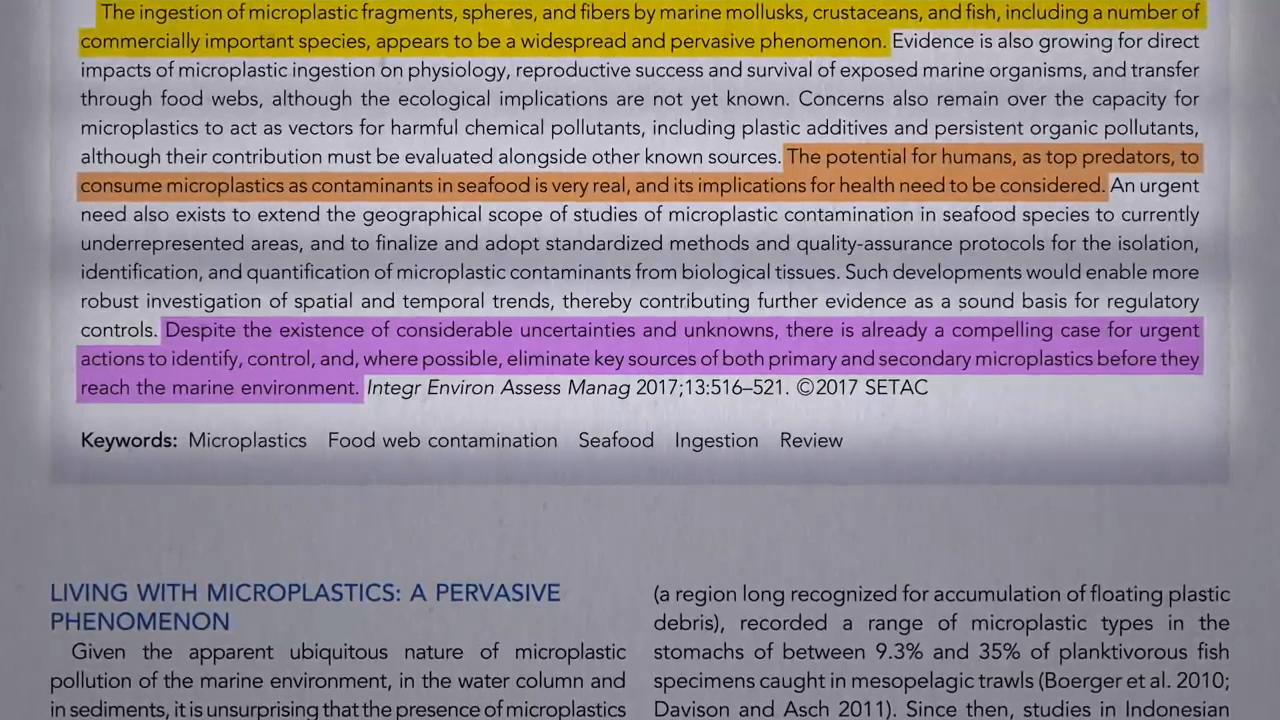 The ingestion of microplastic fragments, spheres, and fibers by marine mollusks, crustaceans, and fish, including a number of
commercially important species, appears to be a widespread and pervasive phenomenon. Evidence is also growing for direct
impacts of microplastic ingestion on physiology, reproductive success and survival of exposed marine organisms, and transfer
through food webs, although the ecological implications are not yet known. Concerns also remain over the capacity for
microplastics to act as vectors for harmful chemical pollutants, including plastic additives and persistent organic pollutants,
although their contribution must be evaluated alongside other known sources. The potential for humans, as top predators, to
consume microplastics as contaminants in seafood is very real, and its implications for health need to be considered. An urgent
need also exists to extend the geographical scope of studies of microplastic contamination in seafood species to currently
underrepresented areas, and to finalize and adopt standardized methods and quality-assurance protocols for the isolation,
identification, and quantification of microplastic contaminants from biological tissues. Such developments would enable more
robust investigation of spatial and temporal trends, thereby contributing further evidence as a sound basis for regulatory
controls. Despite the existence of considerable uncertainties and unknowns, there is already a compelling case for urgent
actions to identify, control, and, where possible, eliminate key sources of both primary and secondary microplastics before they
reach the marine environment. Integr Environ Assess Manag 2017;13:516–521. ©2017 SETAC
Keywords: Microplastics Food web contamination Seafood Ingestion Review
LIVING WITH MICROPLASTICS: A PERVASIVE
PHENOMENON
Given the apparent ubiquitous nature of microplastic
pollution of the marine environment, in the water column and
in sediments, it is unsurprising that the presence of microplastics
(a region long recognized for accumulation of floating plastic
debris), recorded a range of microplastic types in the
stomachs of between 9.3% and 35% of planktivorous fish
specimens caught in mesopelagic trawls (Boerger et al. 2010;
Davison and Asch 2011). Since then, studies in Indonesian